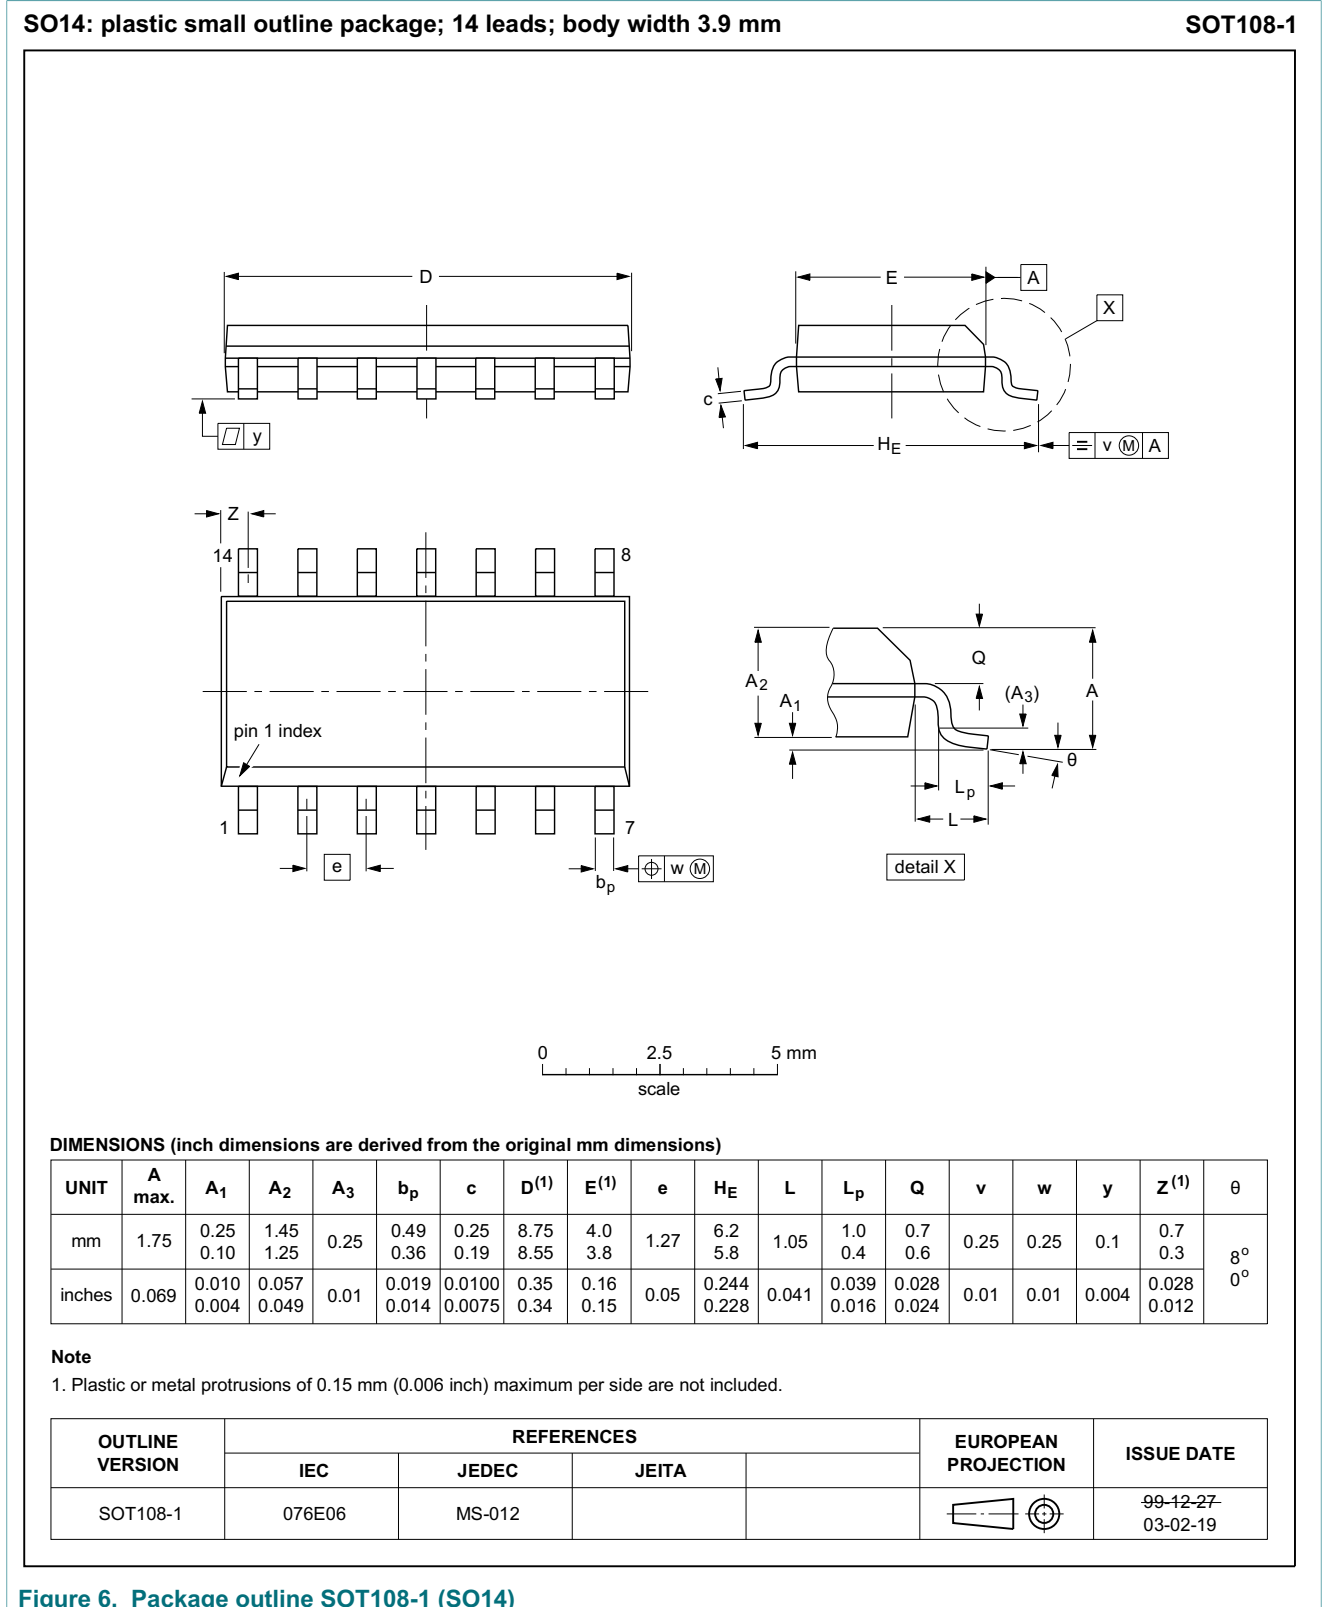 SO14: plastic small outline package; 14 leads; body width 3.9 mm SOT108-1
D
E
A
X
c
y
HE
v M A
Z
14
8
pin 1 index
1
7
e
bp
w M
A2
A1
Q
(A3)
A
θ
Lp
L
detail X
0 2.5 5 mm
scale
DIMENSIONS (inch dimensions are derived from the original mm dimensions)
UNIT A max. A1 A2 A3 bp c D(1) E(1) e HE L Lp Q v w y Z(1) θ
mm 1.75 0.25 0.10 1.45 1.25 0.25 0.49 0.36 0.25 0.19 8.75 8.55 4.0 3.8 1.27 6.2 5.8 1.05 1.0 0.4 0.7 0.6 0.25 0.25 0.1 0.7 0.3 8o 0o
inches 0.069 0.010 0.004 0.057 0.049 0.01 0.019 0.014 0.0100 0.0075 0.35 0.34 0.16 0.15 0.05 0.244 0.228 0.041 0.039 0.016 0.028 0.024 0.01 0.01 0.004 0.028 0.012
Note
1. Plastic or metal protrusions of 0.15 mm (0.006 inch) maximum per side are not included.
OUTLINE VERSION REFERENCES EUROPEAN PROJECTION ISSUE DATE
IEC JEDEC JEITA
SOT108-1 076E06 MS-012 99-12-27
03-02-19
Figure 6. Package outline SOT108-1 (SO14)